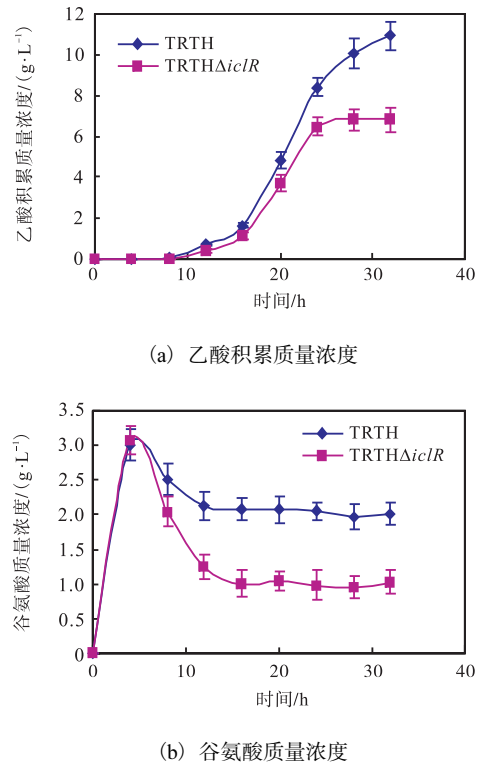 12
10
8
6
4
2
0
乙酸积累质量浓度/(g·L⁻¹)
TRTH
TRTHΔiclR
0 10 20 30 40
时间/h
(a) 乙酸积累质量浓度
3.5
3.0
2.5
2.0
1.5
1.0
0.5
0
谷氨酸质量浓度/(g·L⁻¹)
TRTH
TRTHΔiclR
0 10 20 30 40
时间/h
(b) 谷氨酸质量浓度